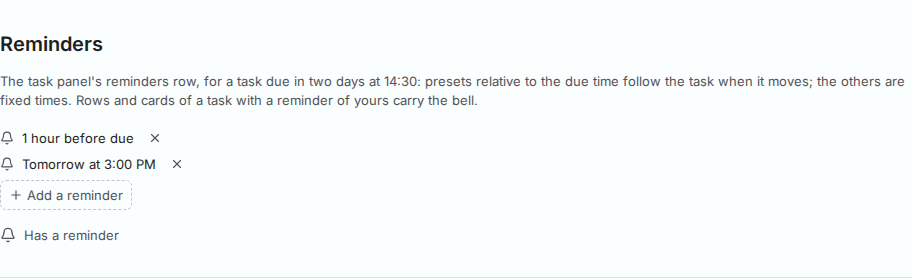 Reminders
The task panel's reminders row, for a task due in two days at 14:30: presets relative to the due time follow the task when it moves; the others are
fixed times. Rows and cards of a task with a reminder of yours carry the bell.
1 hour before due ×
Tomorrow at 3:00 PM ×
+ Add a reminder
Has a reminder